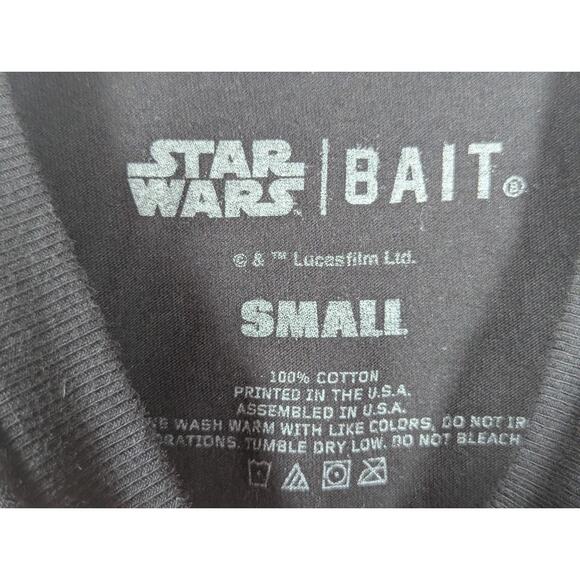 STAR WARS | BAIT®
© & ™ Lucasfilm Ltd.
SMALL
100% COTTON
PRINTED IN THE U.S.A.
ASSEMBLED IN U.S.A.
WASH WARM WITH LIKE COLORS, DO NOT
TUMBLE DRY LOW. DO NOT BLEACH